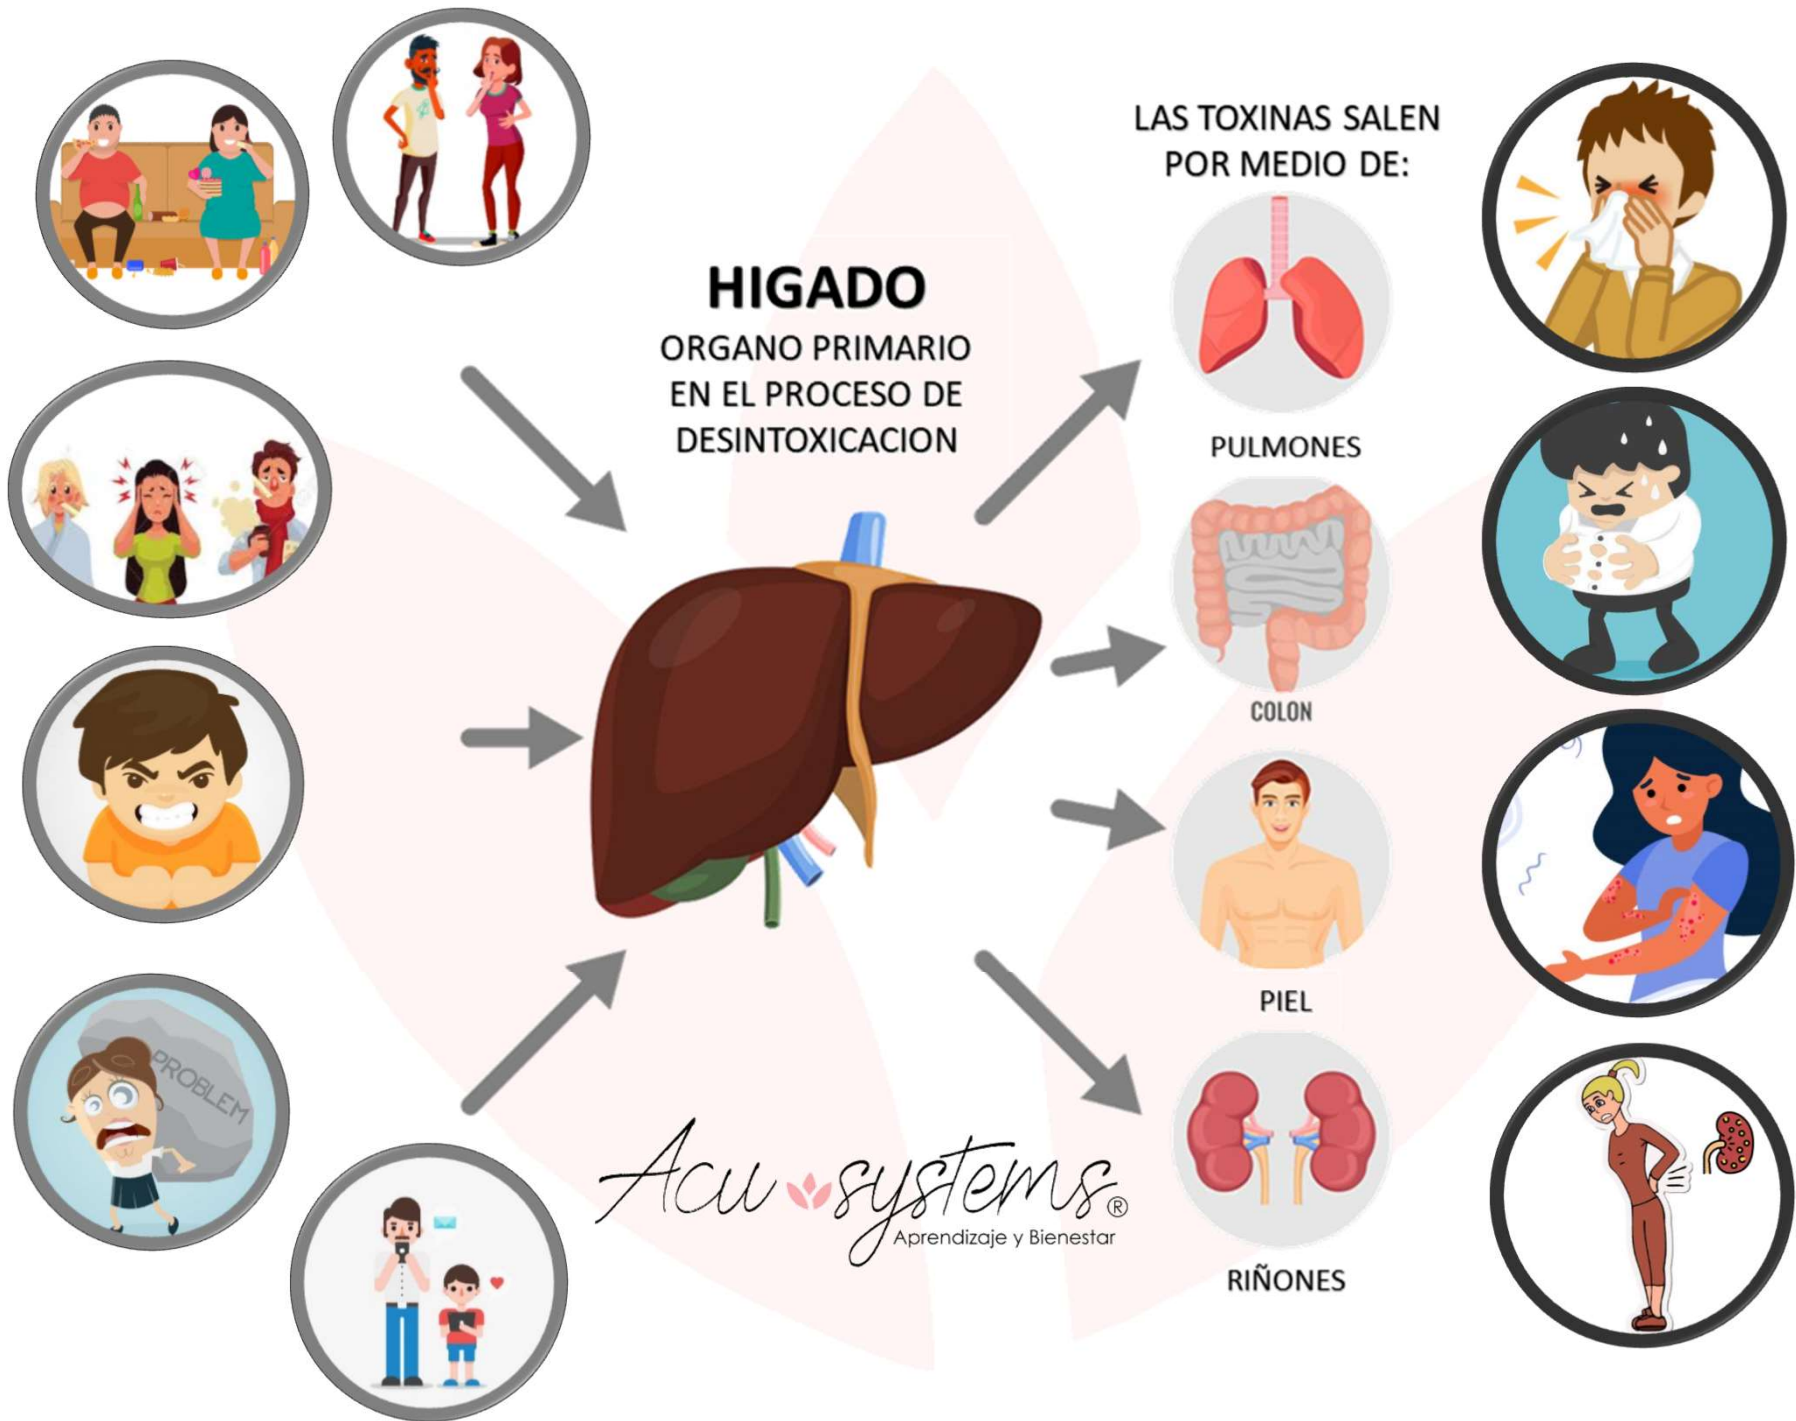 HIGADO
ORGANO PRIMARIO
EN EL PROCESO DE
DESINTOXICACION
LAS TOXINAS SALEN
POR MEDIO DE:
PULMONES
COLON
PIEL
RIÑONES
PROBLEM
Acu systems®
Aprendizaje y Bienestar